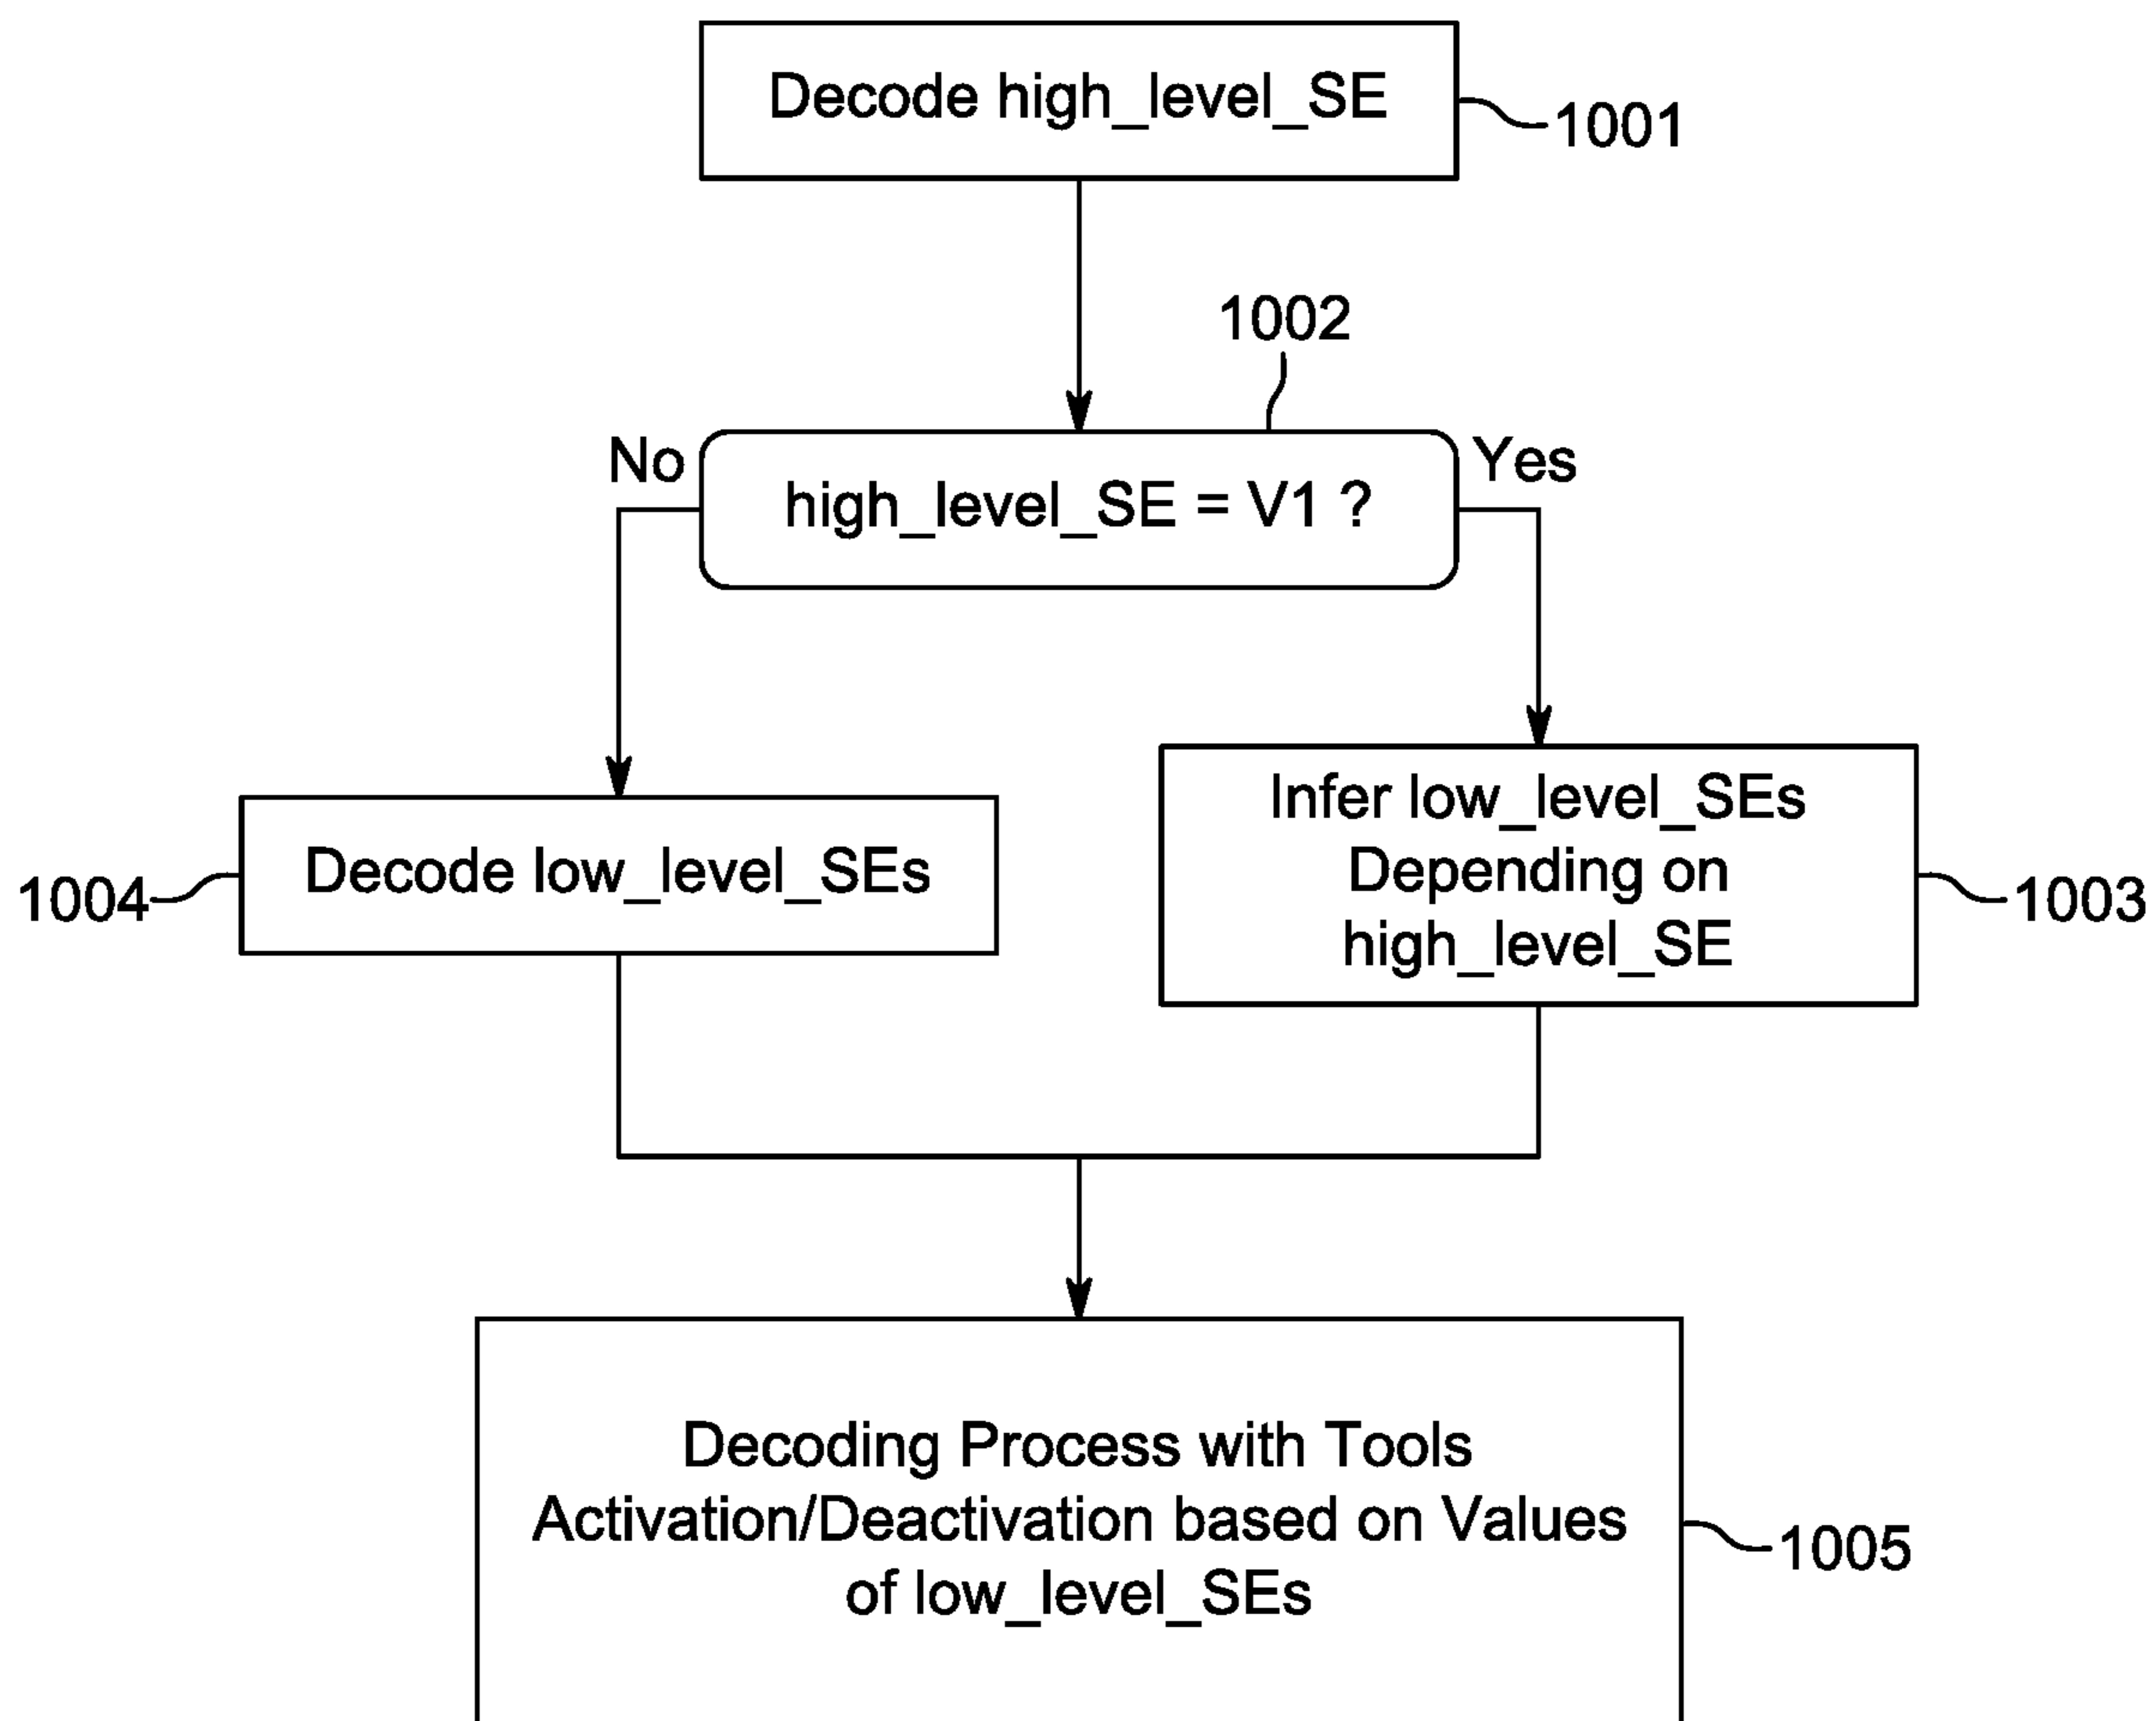 Decode high_level_SE
1001
1002
No
Yes
high_level_SE = V1 ?
Infer low_level_SEs
Depending on
high_level_SE
1003
Decode low_level_SEs
1004
Decoding Process with Tools
Activation/Deactivation based on Values
of low_level_SEs
1005